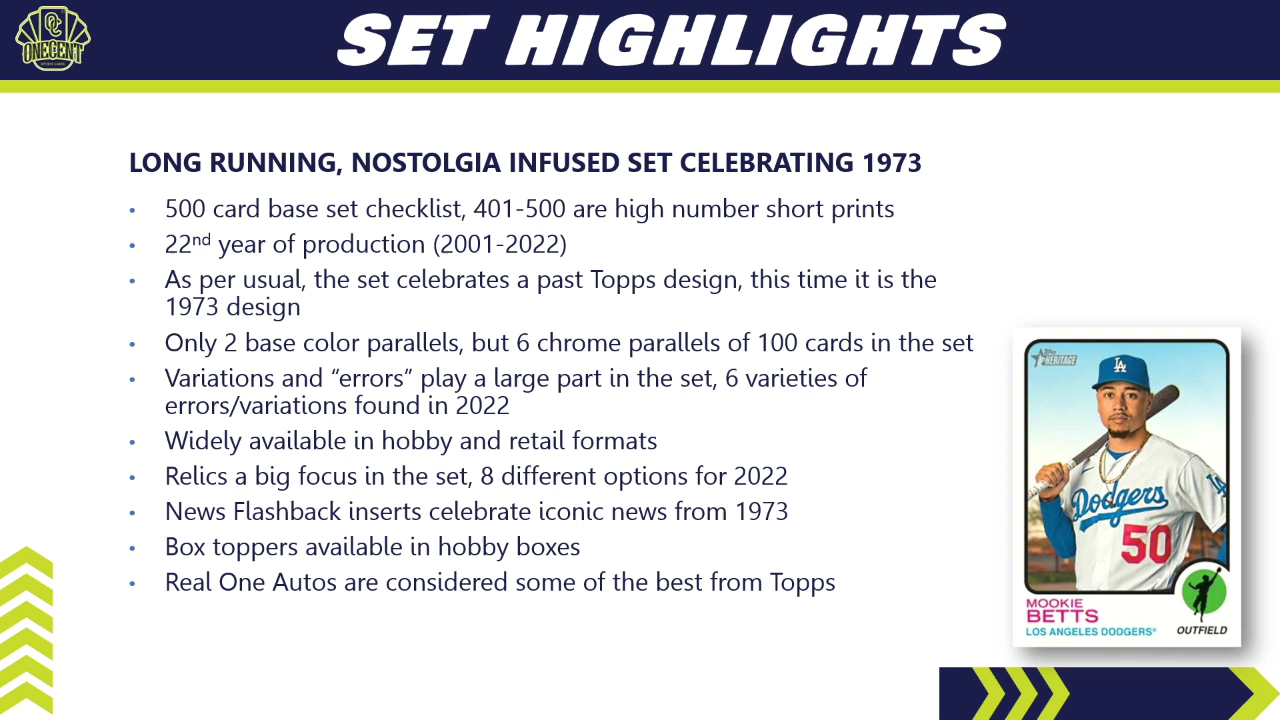 OC
ONECENT
SPORTS CARDS
SET HIGHLIGHTS
LONG RUNNING, NOSTOLGIA INFUSED SET CELEBRATING 1973
• 500 card base set checklist, 401-500 are high number short prints
• 22nd year of production (2001-2022)
• As per usual, the set celebrates a past Topps design, this time it is the
1973 design
• Only 2 base color parallels, but 6 chrome parallels of 100 cards in the set
• Variations and “errors” play a large part in the set, 6 varieties of
errors/variations found in 2022
• Widely available in hobby and retail formats
• Relics a big focus in the set, 8 different options for 2022
• News Flashback inserts celebrate iconic news from 1973
• Box toppers available in hobby boxes
• Real One Autos are considered some of the best from Topps
Topps
HERITAGE
LA
Dodgers
50
LA
MOOKIE
BETTS
LOS ANGELES DODGERS®
OUTFIELD